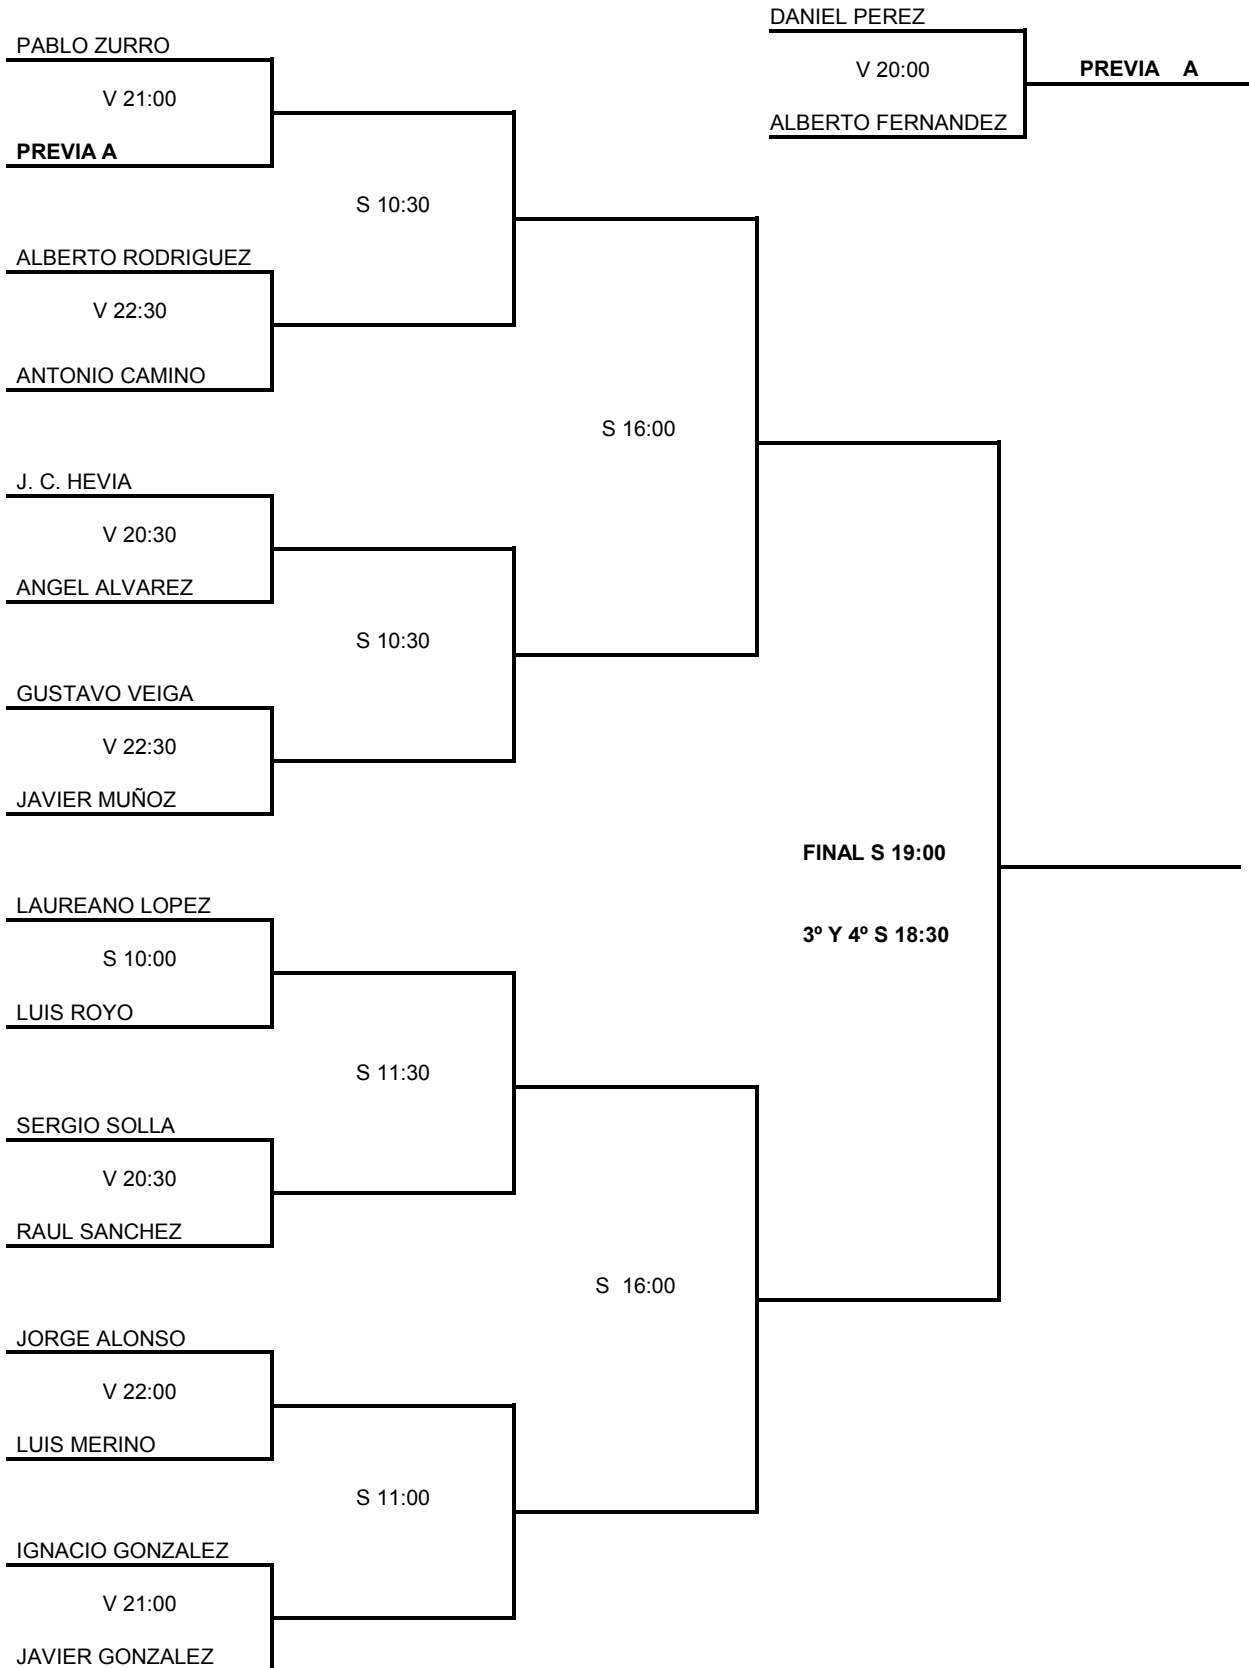 DANIEL PEREZ
PABLO ZURRO
V 20:00
PREVIA A
V 21:00
ALBERTO FERNANDEZ
PREVIA A
S 10:30
ALBERTO RODRIGUEZ
V 22:30
ANTONIO CAMINO
S 16:00
J. C. HEVIA
V 20:30
ANGEL ALVAREZ
S 10:30
GUSTAVO VEIGA
V 22:30
JAVIER MUÑOZ
FINAL S 19:00
LAUREANO LOPEZ
3º Y 4º S 18:30
S 10:00
LUIS ROYO
S 11:30
SERGIO SOLLA
V 20:30
RAUL SANCHEZ
S 16:00
JORGE ALONSO
V 22:00
LUIS MERINO
S 11:00
IGNACIO GONZALEZ
V 21:00
JAVIER GONZALEZ